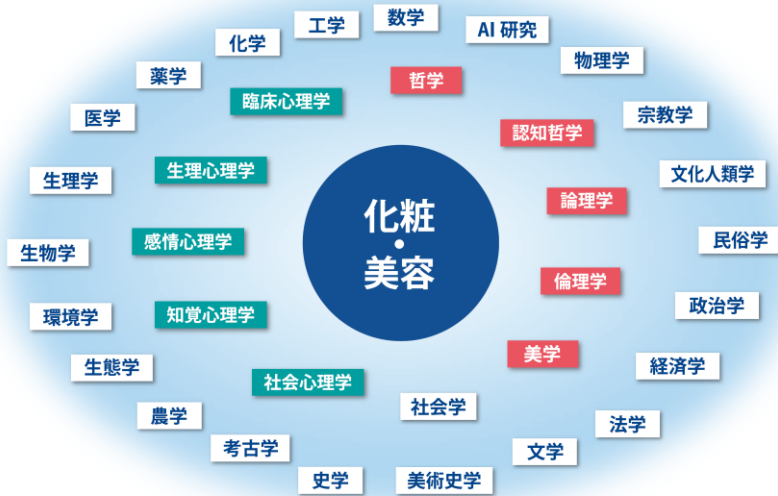 工学
数学
AI 研究
化学
物理学
薬学
哲学
臨床心理学
医学
認知哲学
宗教学
生理学
生理心理学
文化人類学
論理学
化粧
・
美容
生物学
感情心理学
民俗学
倫理学
環境学
知覚心理学
政治学
美学
生態学
経済学
社会心理学
農学
社会学
法学
考古学
文学
史学
美術史学